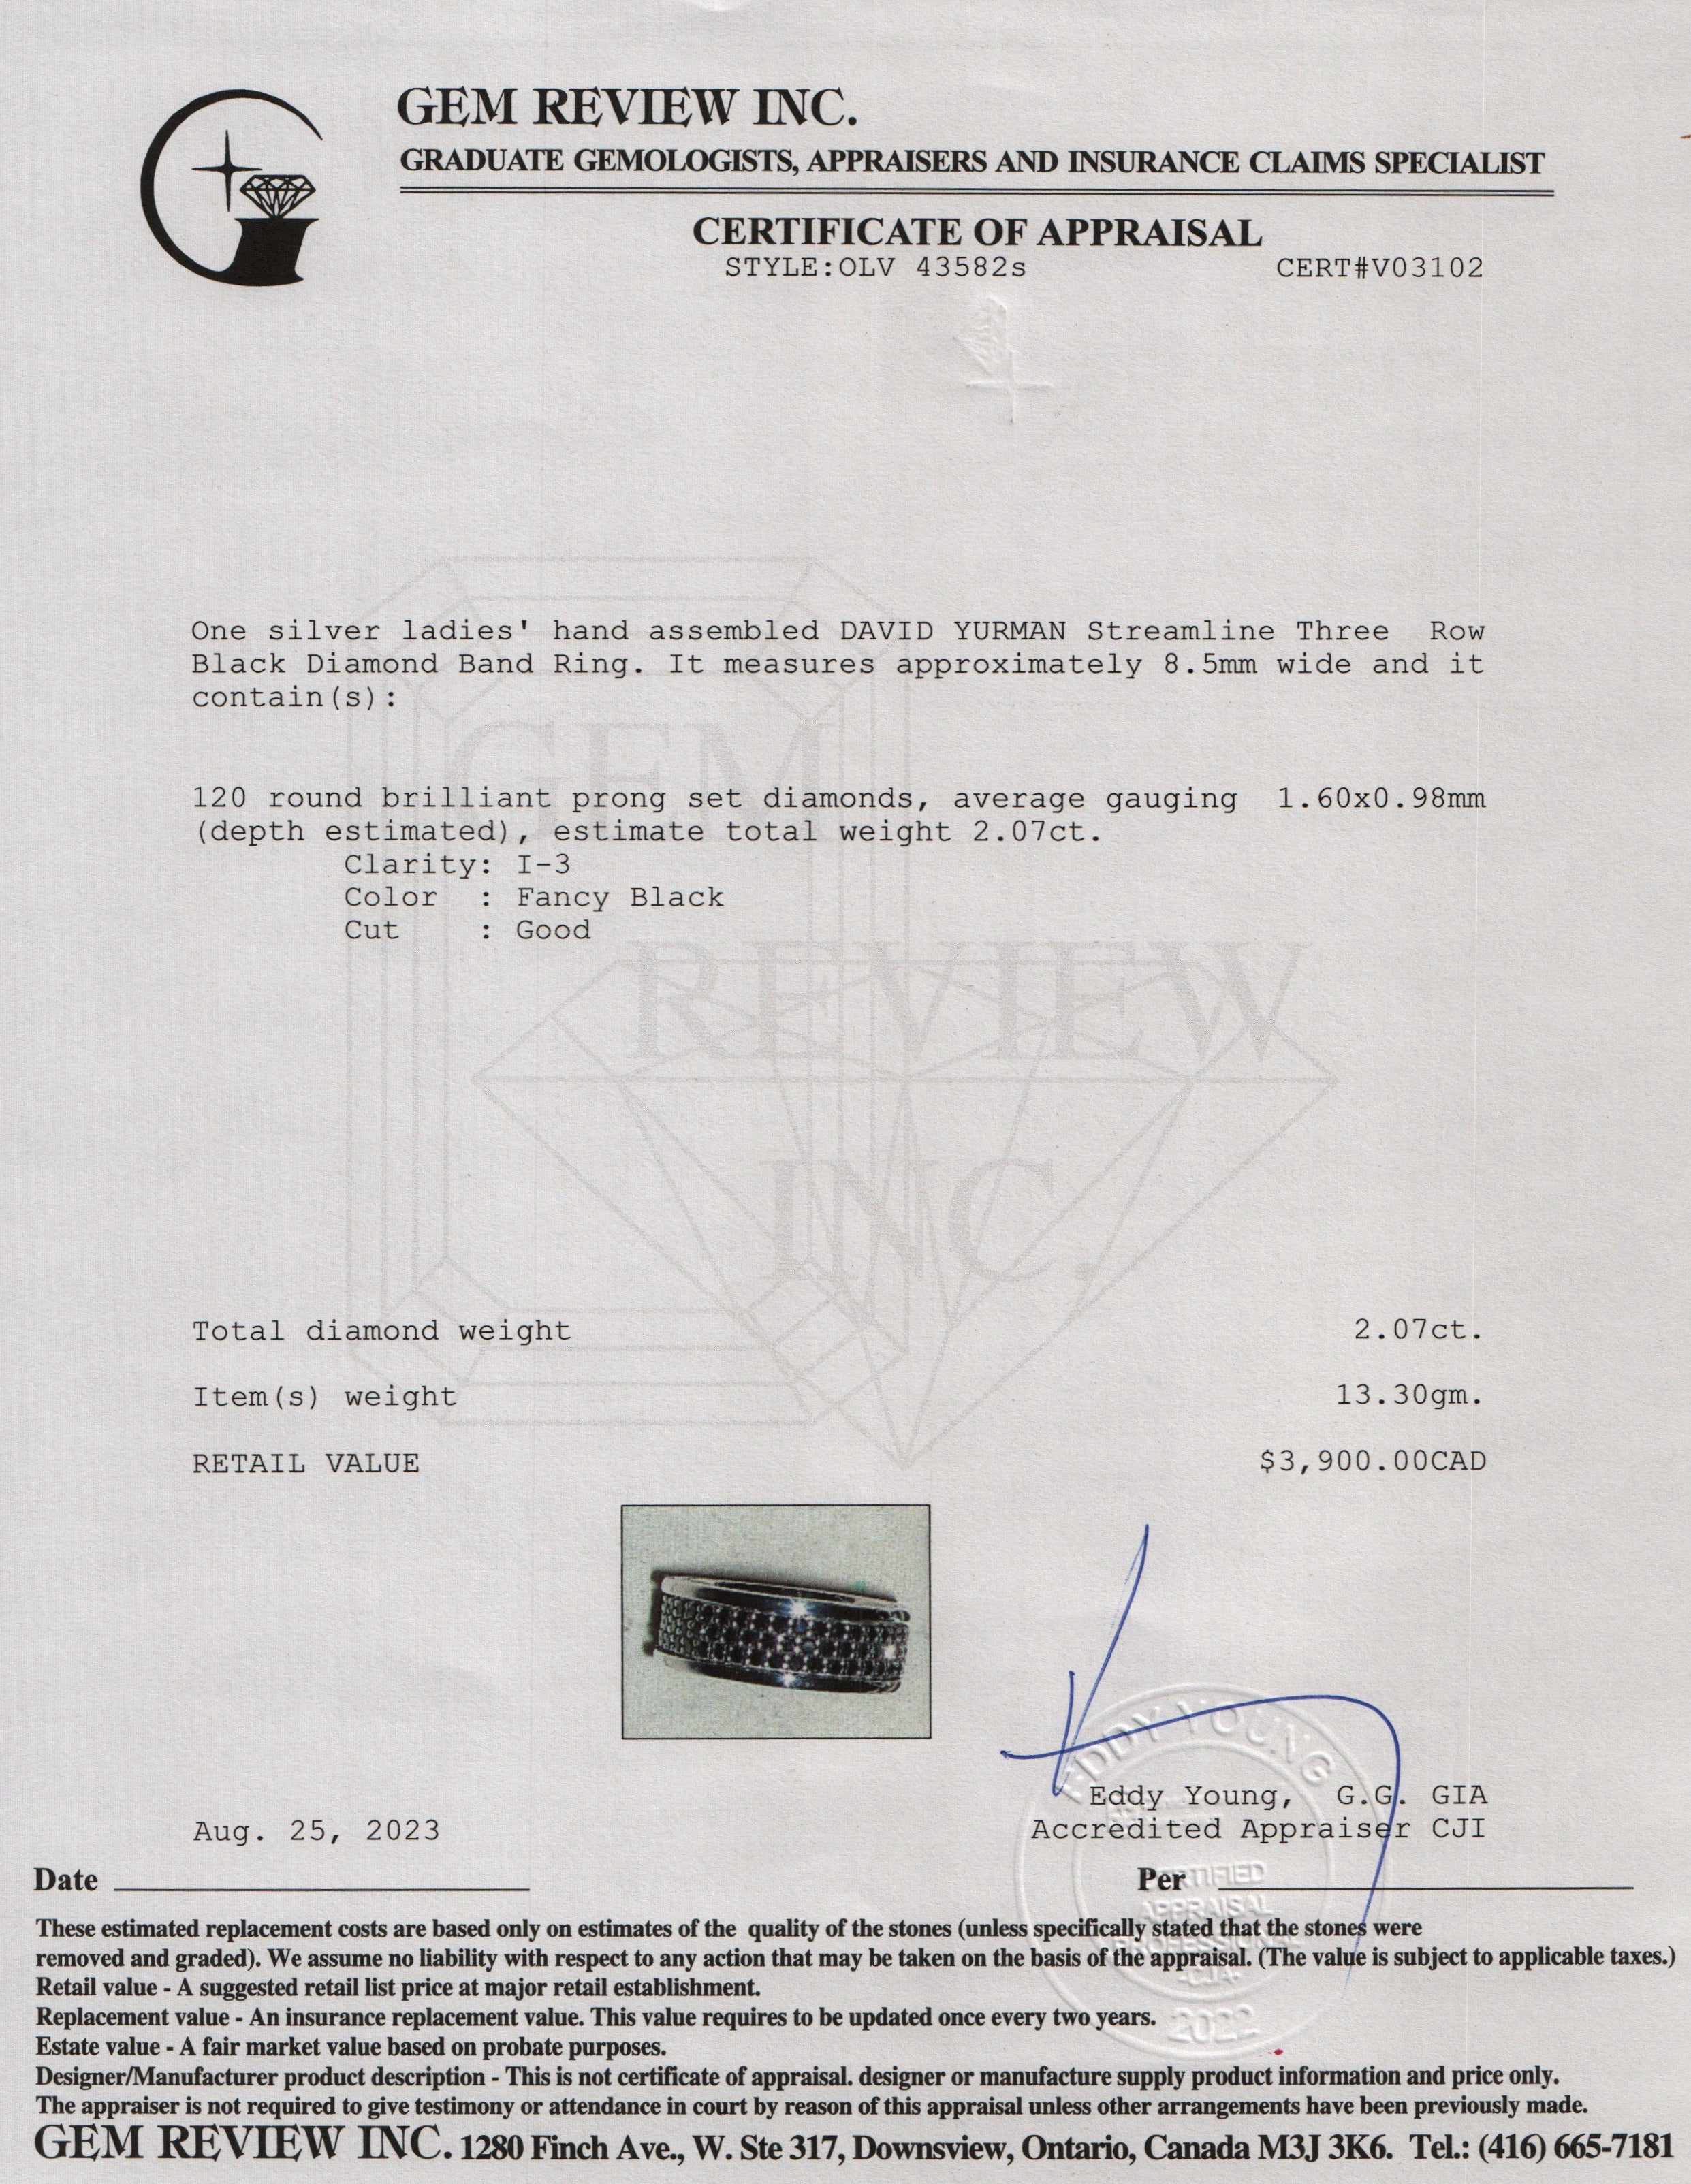 GEM REVIEW INC.
GRADUATE GEMOLOGISTS, APPRAISERS AND INSURANCE CLAIMS SPECIALIST
CERTIFICATE OF APPRAISAL
STYLE:OLV 43582s CERT#V03102
One silver ladies' hand assembled DAVID YURMAN Streamline Three Row
Black Diamond Band Ring. It measures approximately 8.5mm wide and it
contain(s):
GEM
120 round brilliant prong set diamonds, average gauging 1.60x0.98mm
(depth estimated), estimate total weight 2.07ct.
Clarity: I-3
Color : Fancy Black
Cut : Good
REVIEW
INC.
Total diamond weight 2.07ct.
Item(s) weight 13.30gm.
RETAIL VALUE $3,900.00CAD
EDDY YOUNG
Eddy Young, G.G. GIA
Aug. 25, 2023 Accredited Appraiser CJI
Date Per
CERTIFIED
APPRAISAL
PROFESSIONAL
-CJA-
2022
These estimated replacement costs are based only on estimates of the quality of the stones (unless specifically stated that the stones were
removed and graded). We assume no liability with respect to any action that may be taken on the basis of the appraisal. (The value is subject to applicable taxes.)
Retail value - A suggested retail list price at major retail establishment.
Replacement value - An insurance replacement value. This value requires to be updated once every two years.
Estate value - A fair market value based on probate purposes.
Designer/Manufacturer product description - This is not certificate of appraisal. designer or manufacture supply product information and price only.
The appraiser is not required to give testimony or attendance in court by reason of this appraisal unless other arrangements have been previously made.
GEM REVIEW INC. 1280 Finch Ave., W. Ste 317, Downsview, Ontario, Canada M3J 3K6. Tel.: (416) 665-7181